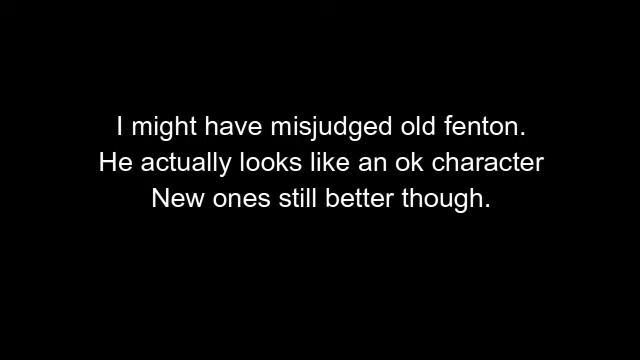 I might have misjudged old fenton.
He actually looks like an ok character
New ones still better though.